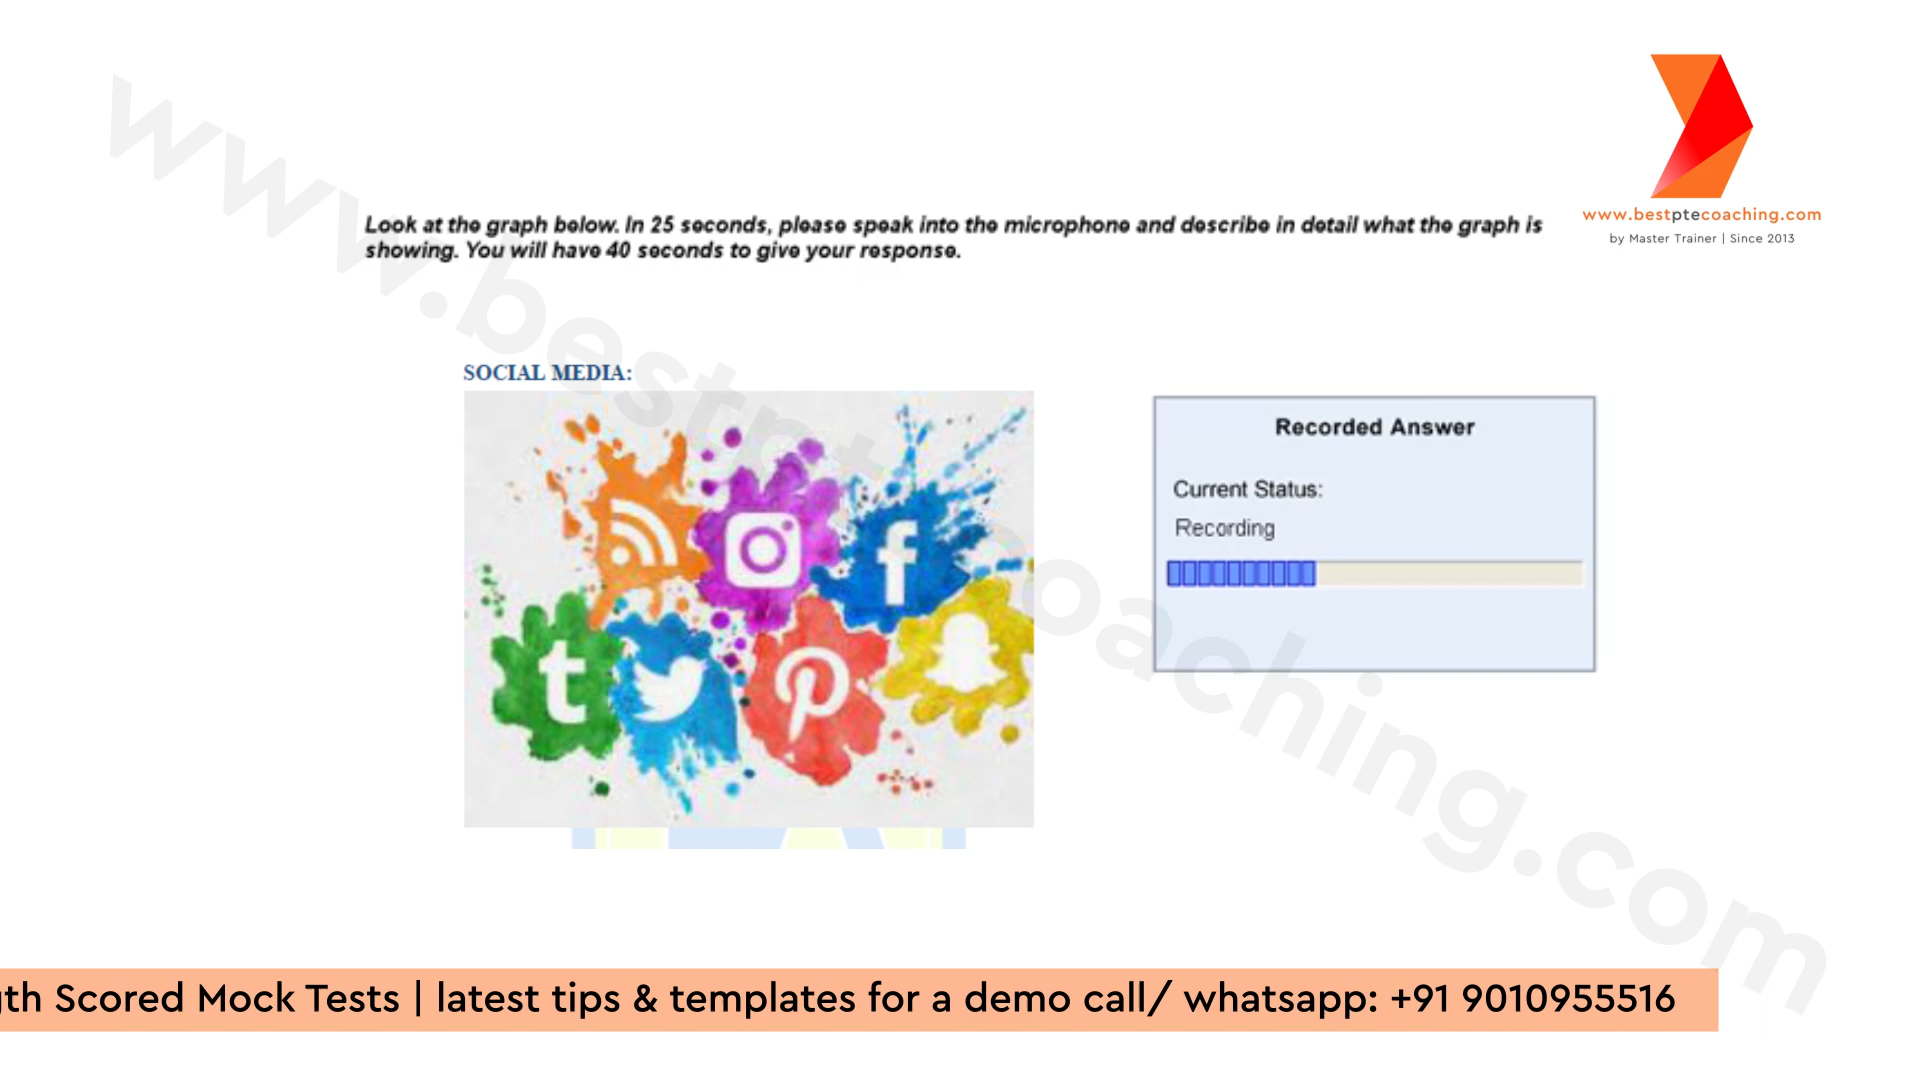 www.bestptecoaching.com
by Master Trainer | Since 2013
Look at the graph below. In 25 seconds, please speak into the microphone and describe in detail what the graph is
showing. You will have 40 seconds to give your response.
SOCIAL MEDIA:
f
t
Recorded Answer
Current Status:
Recording
www.bestptecoaching.com
Scored Mock Tests | latest tips & templates for a demo call/ whatsapp: +91 9010955516